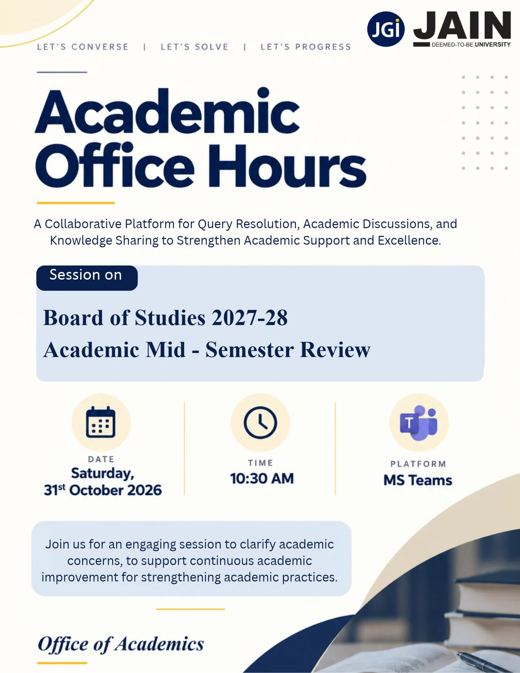 LET'S CONVERSE | LET'S SOLVE | LET'S PROGRESS
JGi JAIN
DEEMED-TO-BE UNIVERSITY
Academic
Office Hours
A Collaborative Platform for Query Resolution, Academic Discussions, and
Knowledge Sharing to Strengthen Academic Support and Excellence.
Session on
Board of Studies 2027-28
Academic Mid - Semester Review
DATE
Saturday,
31st October 2026
TIME
10:30 AM
PLATFORM
MS Teams
Join us for an engaging session to clarify academic
concerns, to support continuous academic
improvement for strengthening academic practices.
Office of Academics